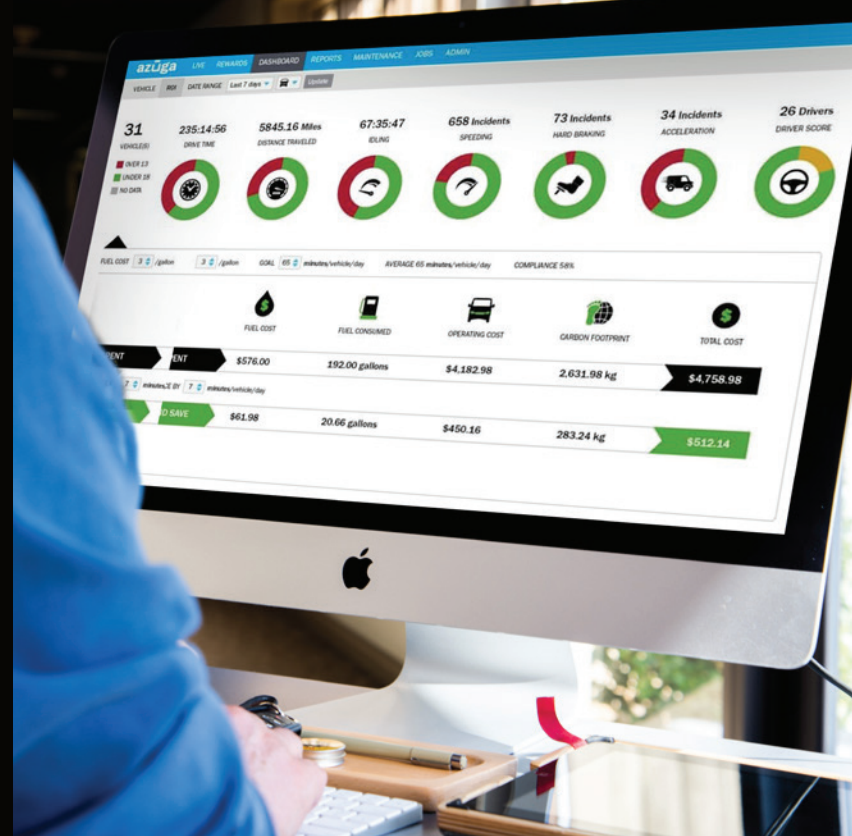 azuga LIVE REWARDS DASHBOARD REPORTS MAINTENANCE JOBS ADMIN
VEHICLE ROI DATE RANGE Last 7 days Update
31
VEHICLE(S)
OVER 13
UNDER 18
NO DATA
235:14:56
DRIVE TIME
5845.16 Miles
DISTANCE TRAVELED
67:35:47
IDLING
658 Incidents
SPEEDING
73 Incidents
HARD BRAKING
34 Incidents
ACCELERATION
26 Drivers
DRIVER SCORE
FUEL COST 3 /gallon 3 /gallon GOAL 65 minutes/vehicle/day AVERAGE 65 minutes/vehicle/day COMPLIANCE 58%
FUEL COST FUEL CONSUMED OPERATING COST CARBON FOOTPRINT TOTAL COST
$576.00 192.00 gallons $4,182.98 2,631.98 kg $4,758.98
7 minutes BY 7 minutes/vehicle/day
SAVE $61.98 20.66 gallons $450.16 283.24 kg $512.14